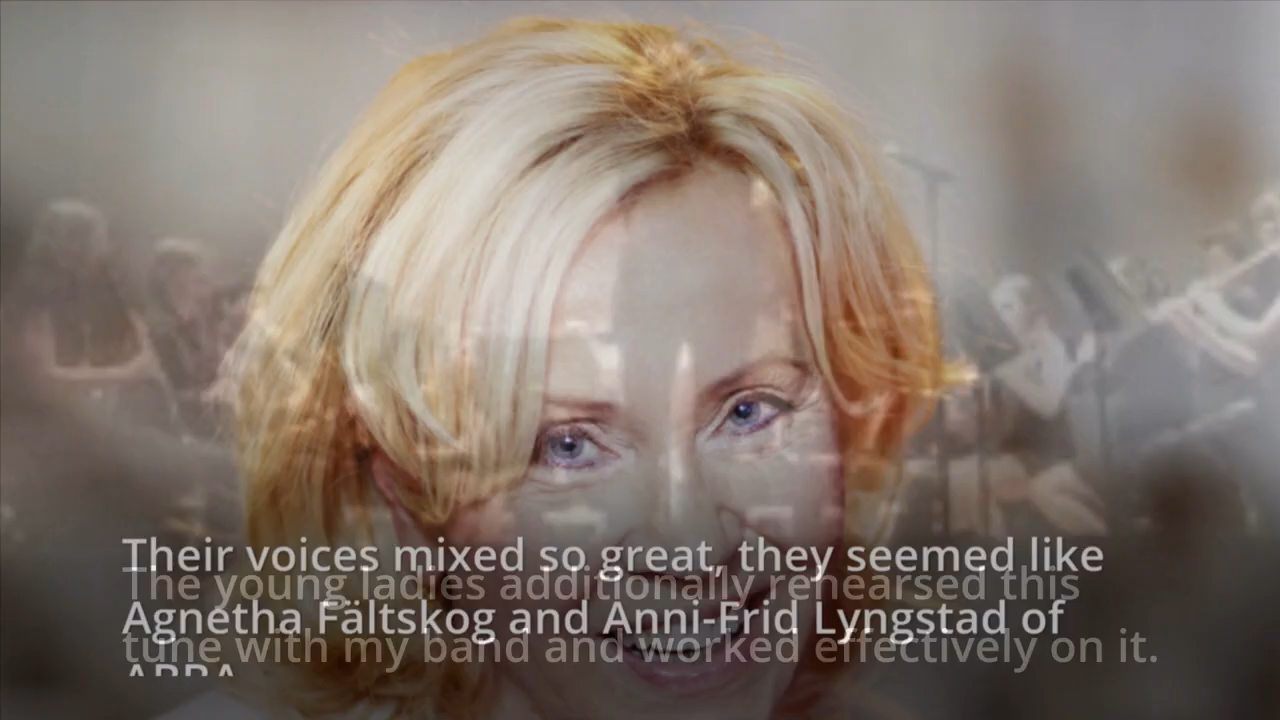 Their voices mixed so great, they seemed like
Agnetha Fältskog and Anni-Frid Lyngstad of
ABBA
The young ladies additionally rehearsed this
tune with my band and worked effectively on it.